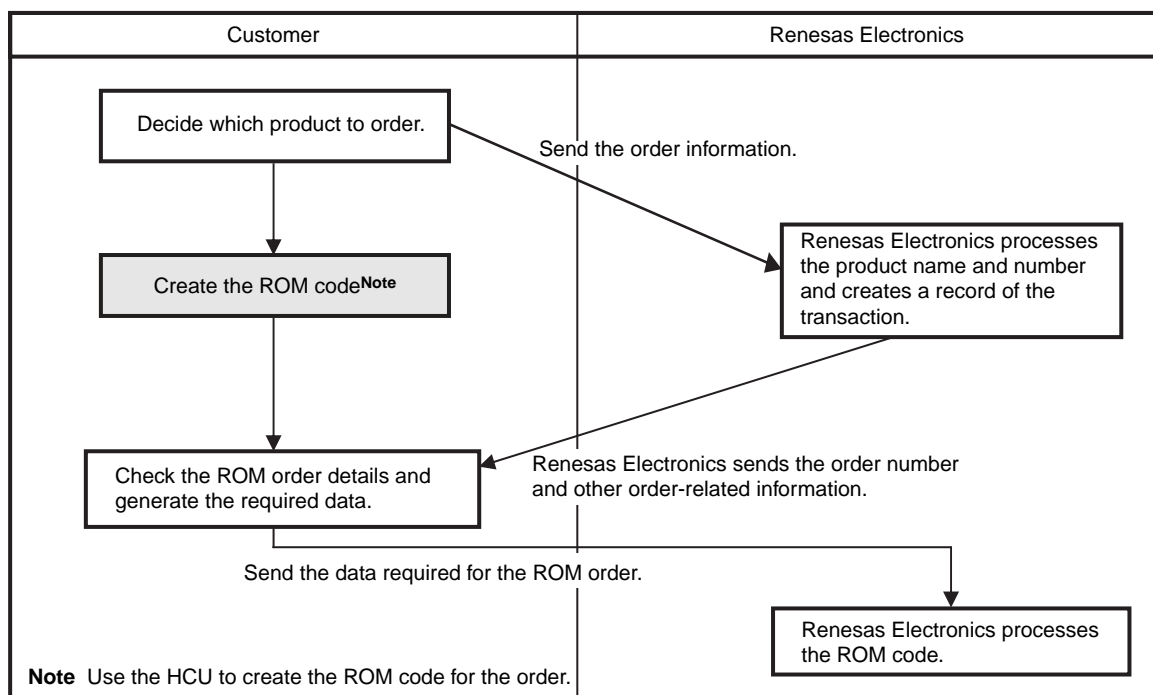 Customer
Renesas Electronics
Decide which product to order.
Send the order information.
Renesas Electronics processes
the product name and number
and creates a record of the
transaction.
Create the ROM codeNote
Check the ROM order details and
generate the required data.
Renesas Electronics sends the order number
and other order-related information.
Send the data required for the ROM order.
Renesas Electronics processes
the ROM code.
Note Use the HCU to create the ROM code for the order.